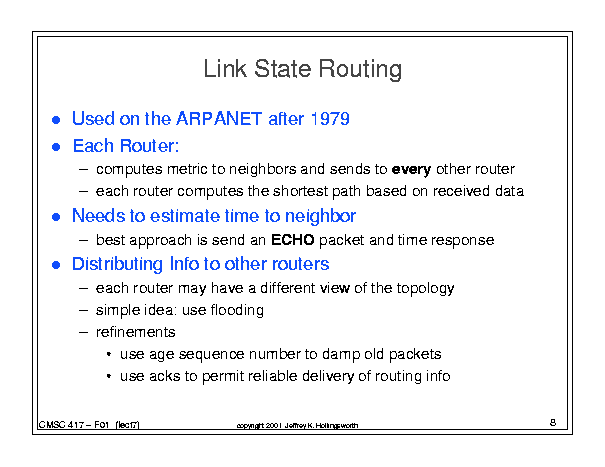 Link State Routing
● Used on the ARPANET after 1979
● Each Router:
– computes metric to neighbors and sends to every other router
– each router computes the shortest path based on received data
● Needs to estimate time to neighbor
– best approach is send an ECHO packet and time response
● Distributing Info to other routers
– each router may have a different view of the topology
– simple idea: use flooding
– refinements
• use age sequence number to damp old packets
• use acks to permit reliable delivery of routing info
CMSC 417 – F01 (lect7)
copyright 2001 Jeffrey K. Hollingsworth
8